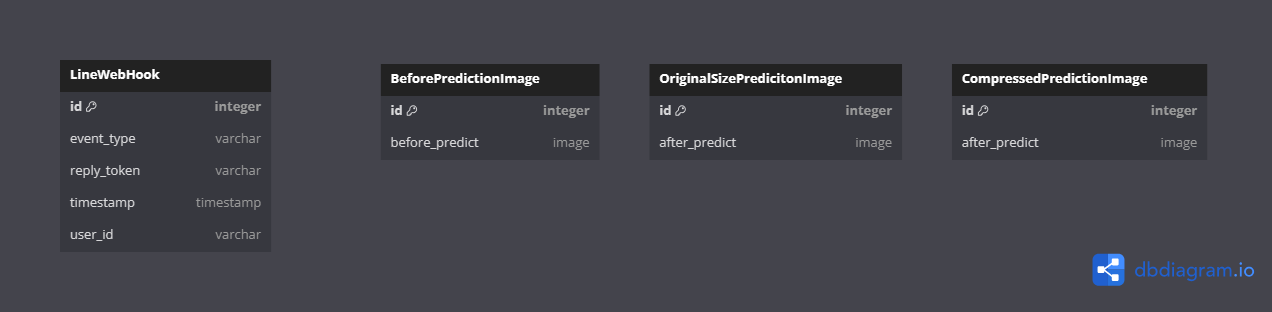 LineWebHook
id integer
event_type varchar
reply_token varchar
timestamp timestamp
user_id varchar
BeforePredictionImage
id integer
before_predict image
OriginalSizePredicitonImage
id integer
after_predict image
CompressedPredictionImage
id integer
after_predict image
dbdiagram.io